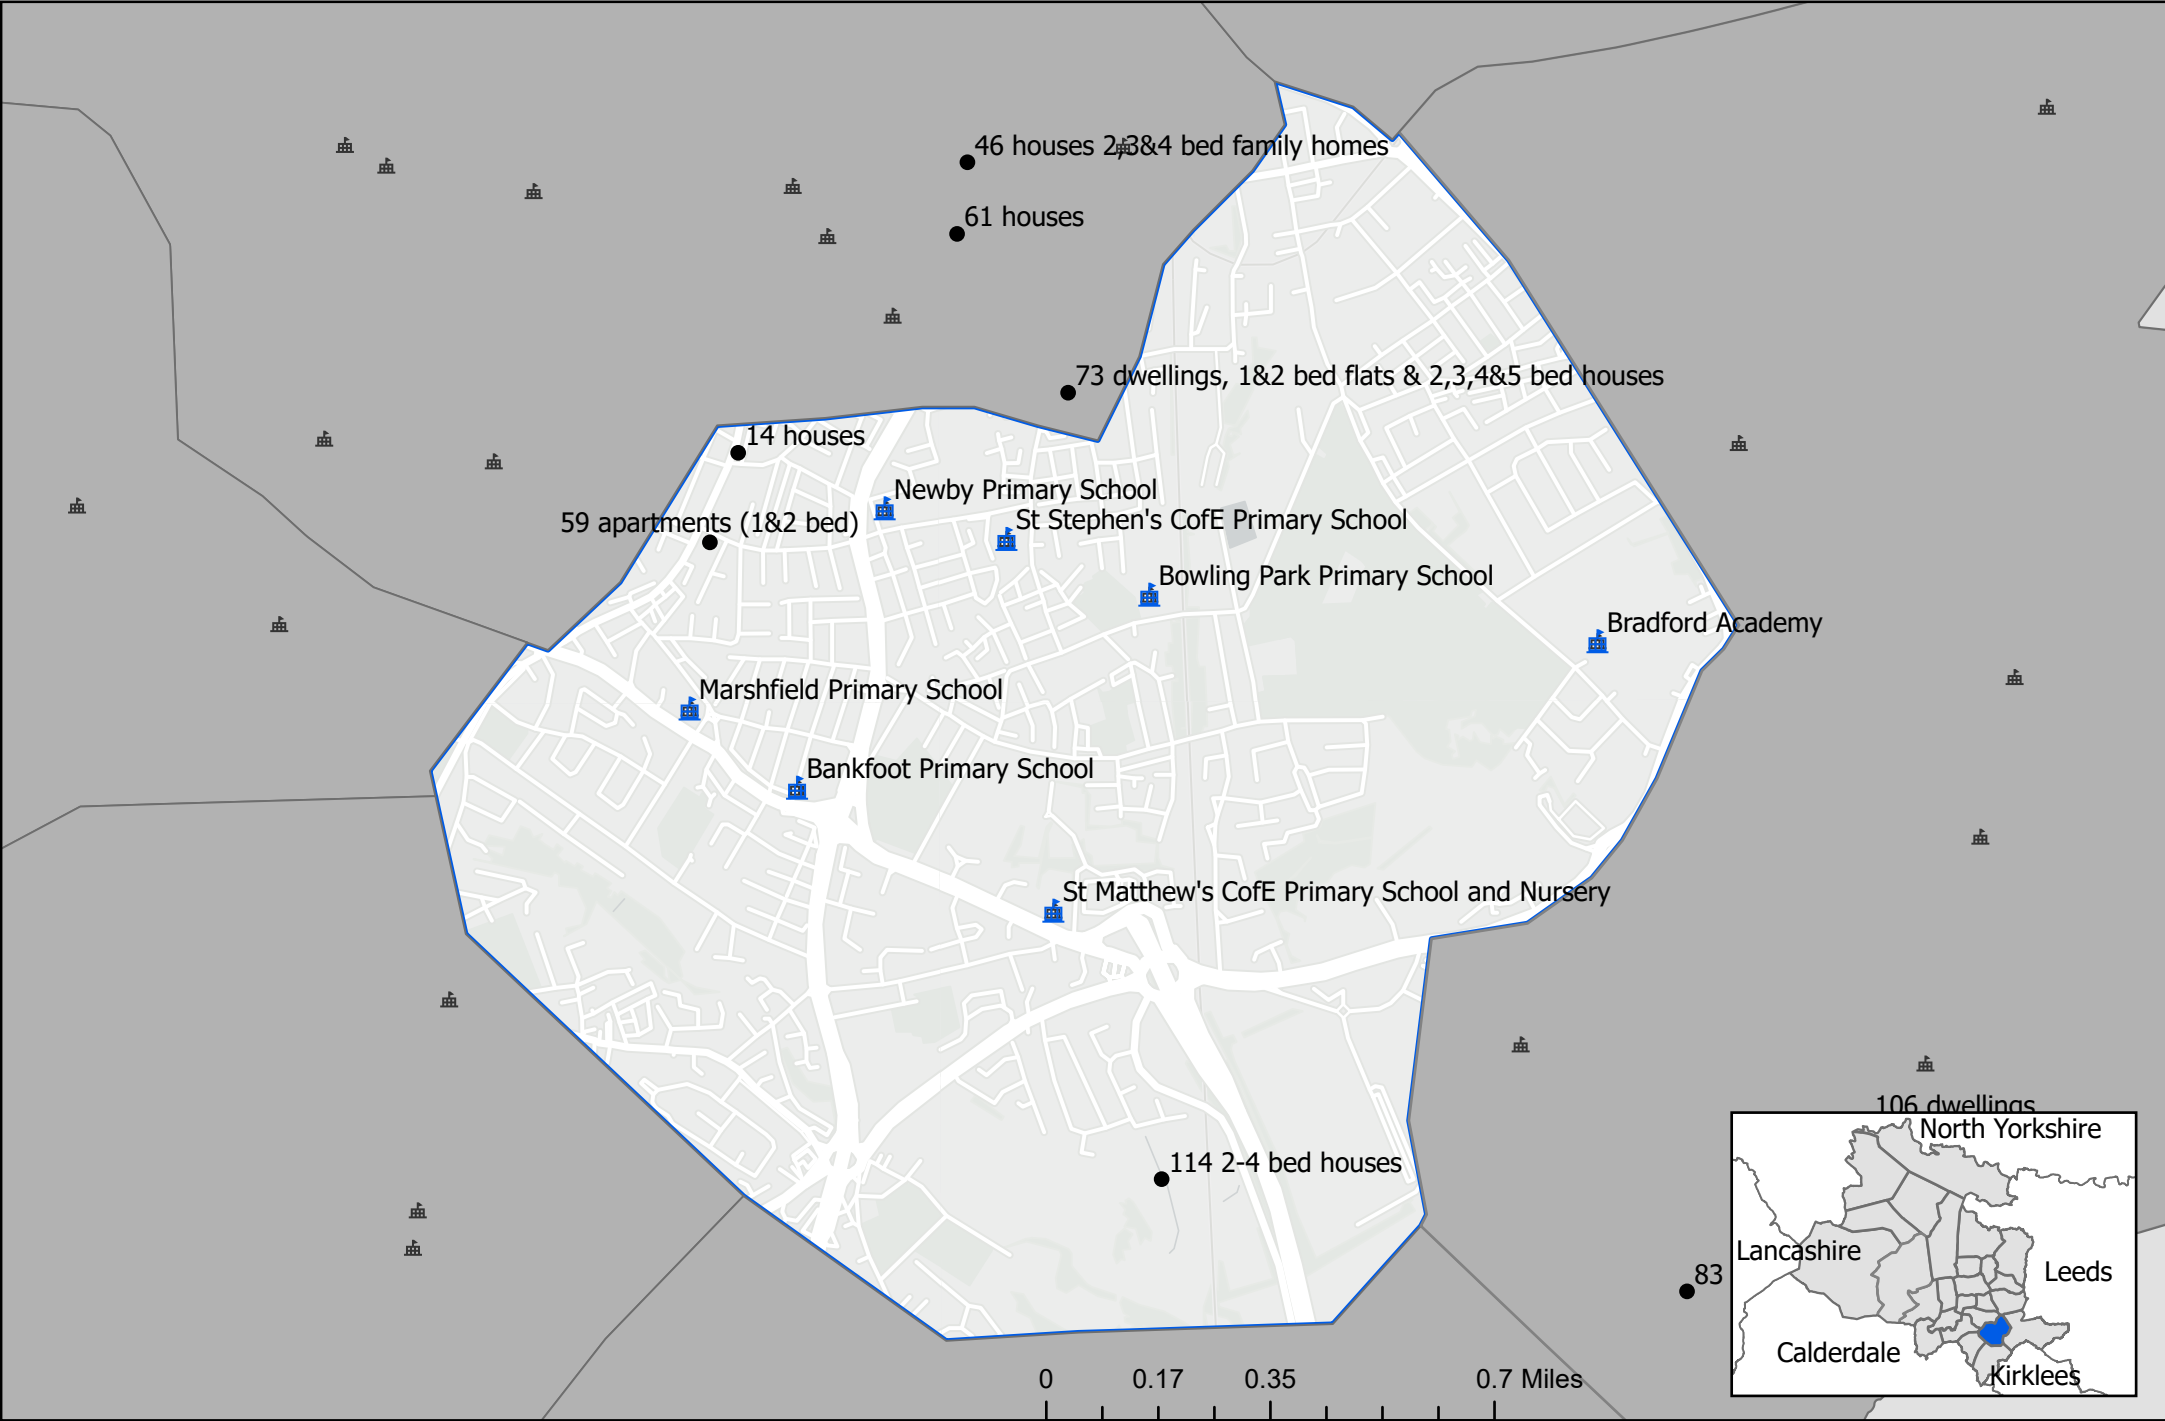 46 houses 2,3&4 bed family homes
61 houses
73 dwellings, 1&2 bed flats & 2,3,4&5 bed houses
14 houses
Newby Primary School
59 apartments (1&2 bed)
St Stephen's CofE Primary School
Bowling Park Primary School
Bradford Academy
Marshfield Primary School
Bankfoot Primary School
St Matthew's CofE Primary School and Nursery
106 dwellings
North Yorkshire
114 2-4 bed houses
Lancashire
Leeds
83
Calderdale
Kirklees
0 0.17 0.35 0.7 Miles